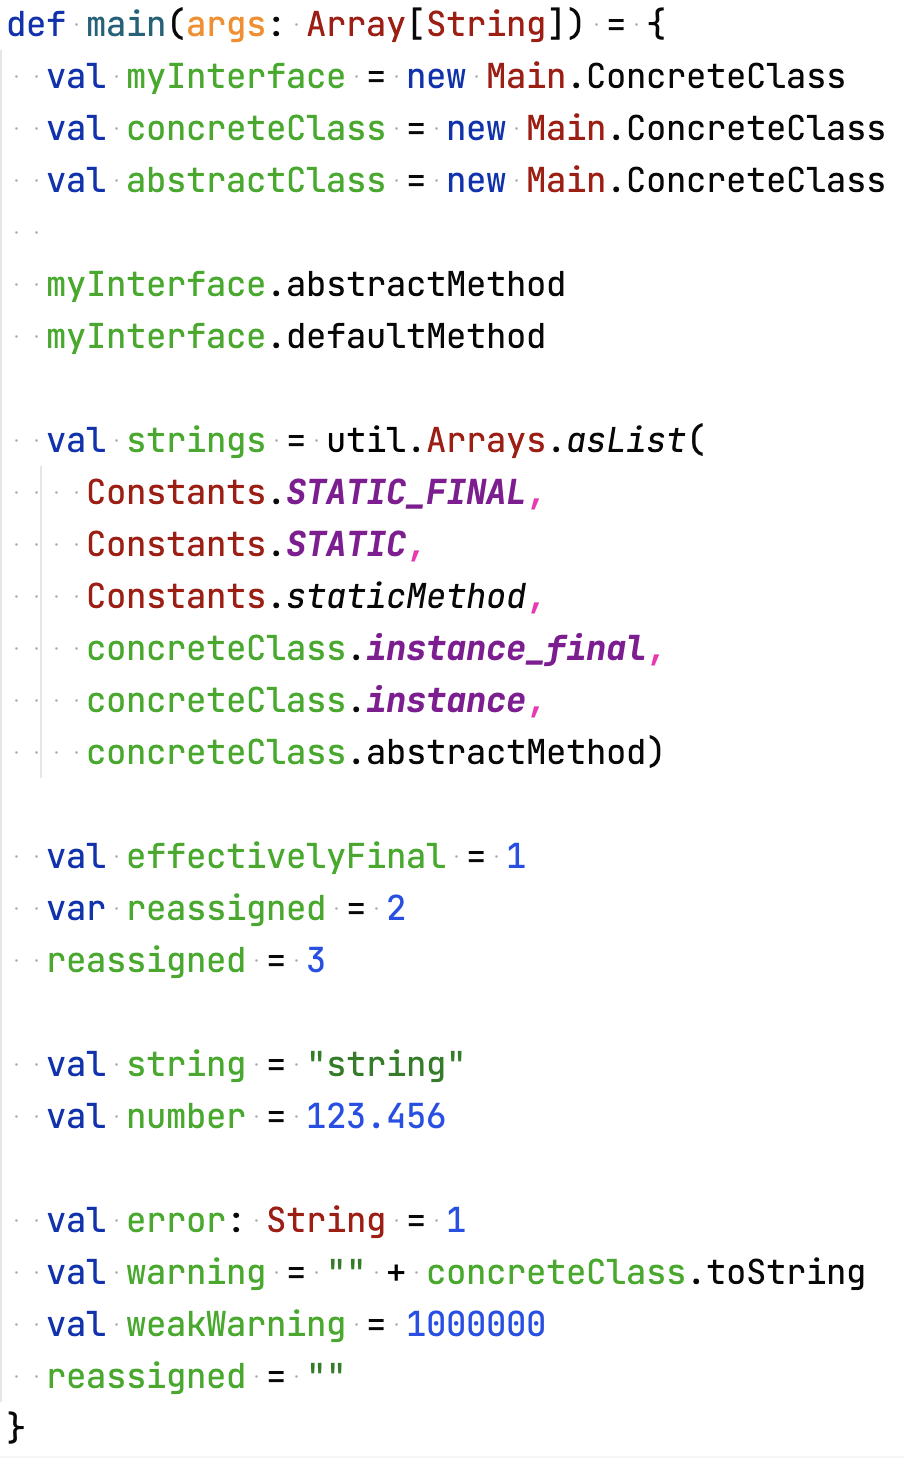 def main(args: Array[String]) = {
  val myInterface = new Main.ConcreteClass
  val concreteClass = new Main.ConcreteClass
  val abstractClass = new Main.ConcreteClass

  myInterface.abstractMethod
  myInterface.defaultMethod

  val strings = util.Arrays.asList(
    Constants.STATIC_FINAL,
    Constants.STATIC,
    Constants.staticMethod,
    concreteClass.instance_final,
    concreteClass.instance,
    concreteClass.abstractMethod)

  val effectivelyFinal = 1
  var reassigned = 2
  reassigned = 3

  val string = "string"
  val number = 123.456

  val error: String = 1
  val warning = "" + concreteClass.toString
  val weakWarning = 1000000
  reassigned = ""
}